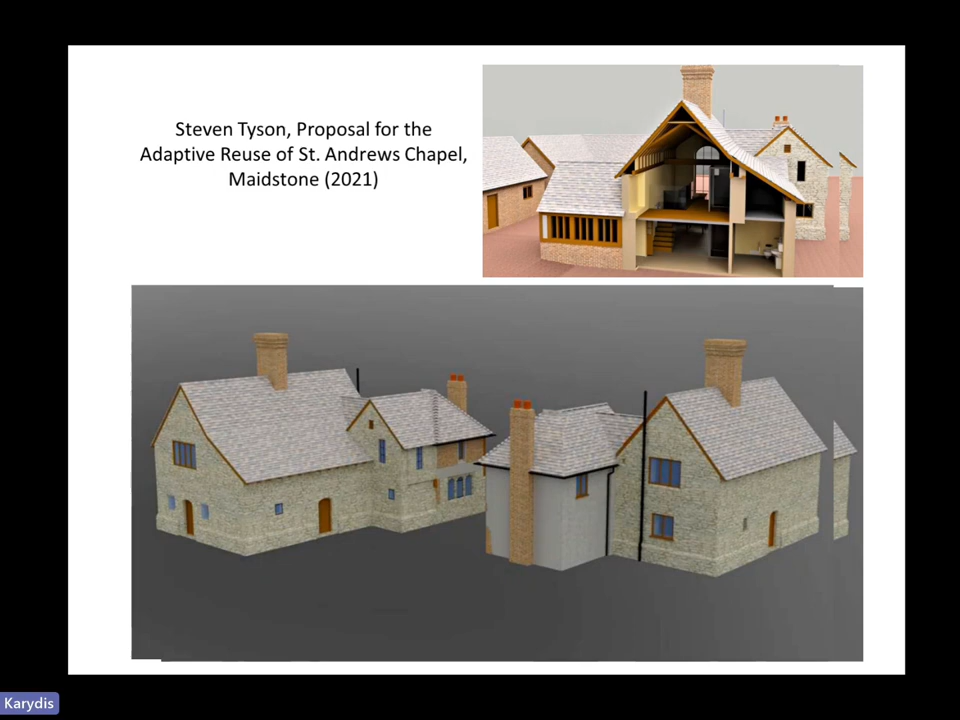 Steven Tyson, Proposal for the
Adaptive Reuse of St. Andrews Chapel,
Maidstone (2021)
Karydis